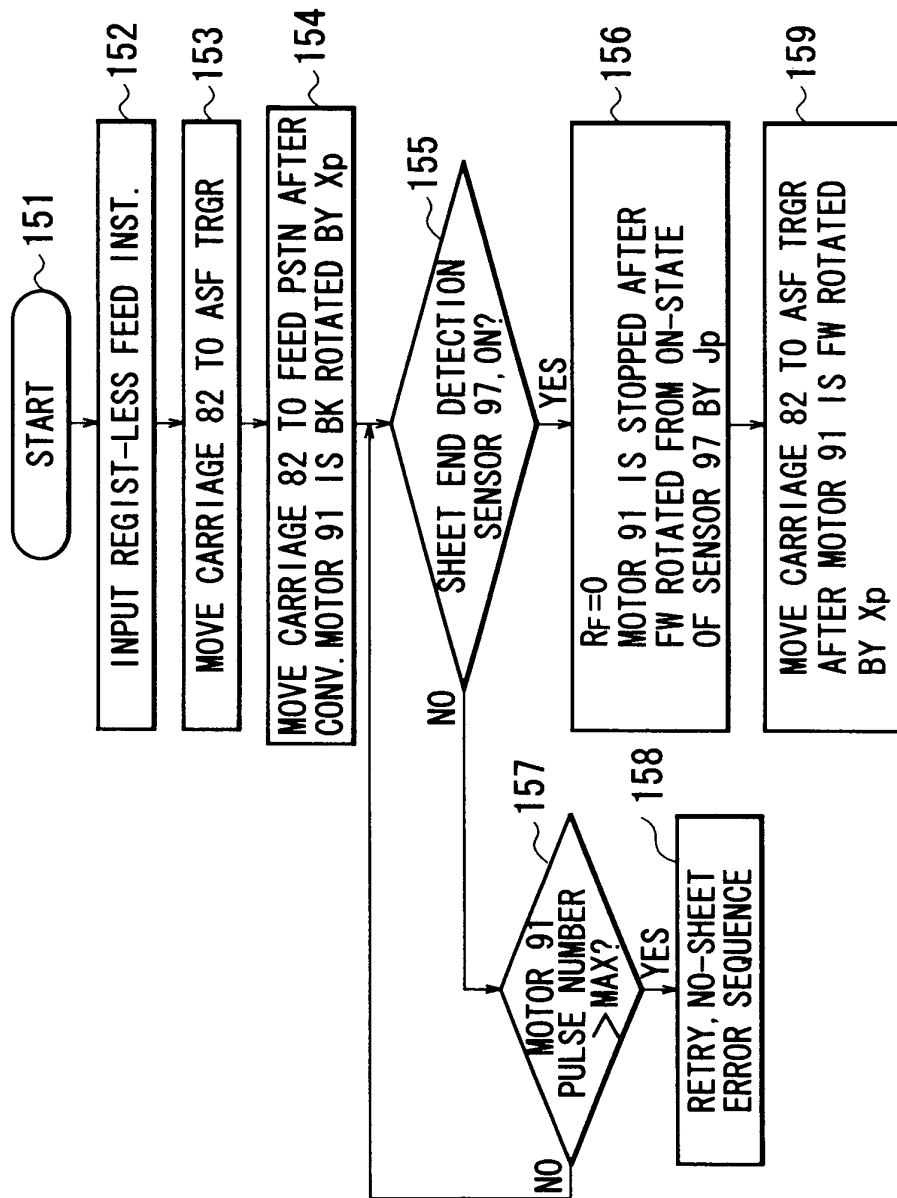 START
151
INPUT REGIST-LESS FEED INST.
152
MOVE CARRIAGE 82 TO ASF TRGR
153
MOVE CARRIAGE 82 TO FEED PSTN AFTER
CONV. MOTOR 91 IS BK ROTATED BY Xp
154
SHEET END DETECTION
SENSOR 97, ON?
155
YES
NO
RF=0
MOTOR 91 IS STOPPED AFTER
FW ROTATED FROM ON-STATE
OF SENSOR 97 BY Jp
156
MOTOR 91
PULSE NUMBER
>MAX?
157
YES
NO
RETRY, NO-SHEET
ERROR SEQUENCE
158
MOVE CARRIAGE 82 TO ASF TRGR
AFTER MOTOR 91 IS FW ROTATED
BY Xp
159